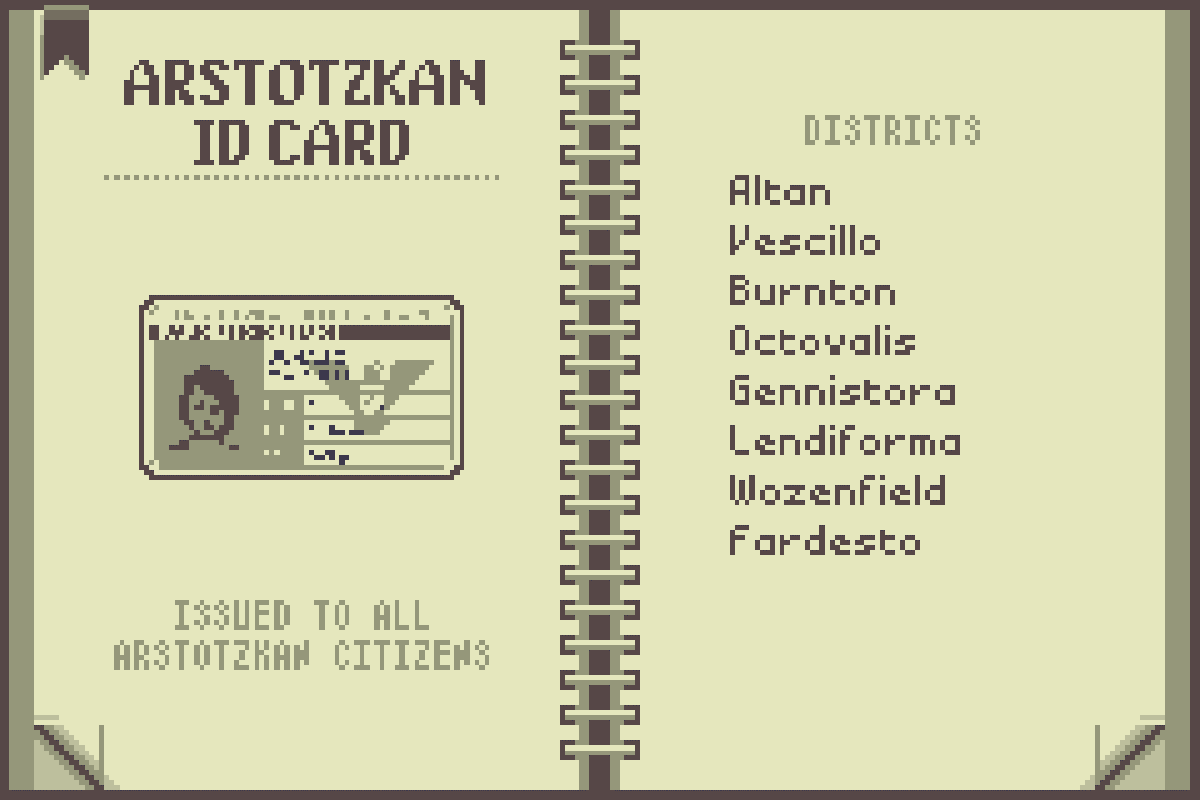 ARSTOTZKAN
ID CARD
ISSUED TO ALL
ARSTOTZKAN CITIZENS
DISTRICTS
Altan
Vescillo
Burnton
Octovalis
Gennistora
Lendiforma
Wozenfield
Fardesto